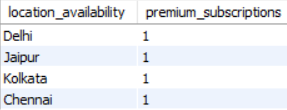 location_availability premium_subscriptions
Delhi 1
Jaipur 1
Kolkata 1
Chennai 1